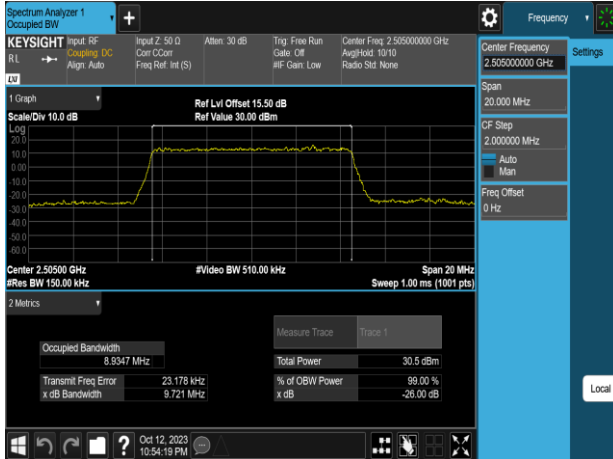 Spectrum Analyzer 1
Occupied BW
+
Frequency
KEYSIGHT
RL
LXI
Input: RF
Coupling: DC
Align: Auto
Input Z: 50 Ω
Corr CCorr
Freq Ref: Int (S)
Atten: 30 dB
Trig: Free Run
Gate: Off
#IF Gain: Low
Center Freq: 2.505000000 GHz
Avg|Hold: 10/10
Radio Std: None
Center Frequency
2.505000000 GHz
Settings
Span
20.000 MHz
CF Step
2.000000 MHz
Auto
Man
Freq Offset
0 Hz
Local
1 Graph
Scale/Div 10.0 dB
Ref Lvl Offset 15.50 dB
Ref Value 30.00 dBm
Log
20.0
10.0
0.00
-10.0
-20.0
-30.0
-40.0
-50.0
-60.0
Center 2.50500 GHz
#Video BW 510.00 kHz
Span 20 MHz
#Res BW 150.00 kHz
Sweep 1.00 ms (1001 pts)
2 Metrics
Measure Trace Trace 1
Occupied Bandwidth
8.9347 MHz
Total Power 30.5 dBm
Transmit Freq Error 23.178 kHz
% of OBW Power 99.00 %
x dB Bandwidth 9.721 MHz
x dB -26.00 dB
?
Oct 12, 2023
10:54:19 PM